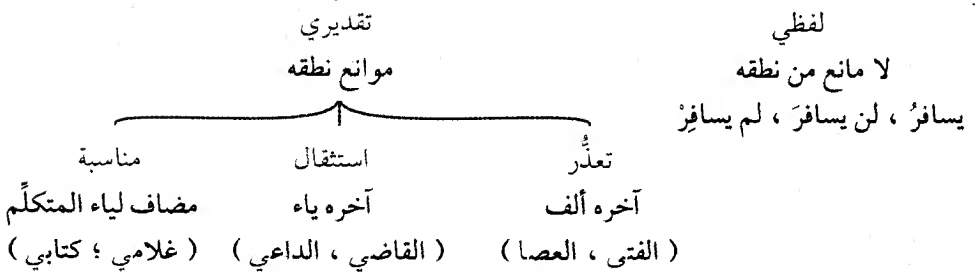 لفظي
لا مانع من نطقه
يسافرُ ، لن يسافرَ ، لم يسافِرْ
تقديري
موانع نطقه
تعذُّر
آخره ألف
( الفتى ، العصا )
استثقال
آخره ياء
( القاضي ، الداعي )
مناسبة
مضاف لياء المتكلِّم
( غلامي ؛ كتابي )